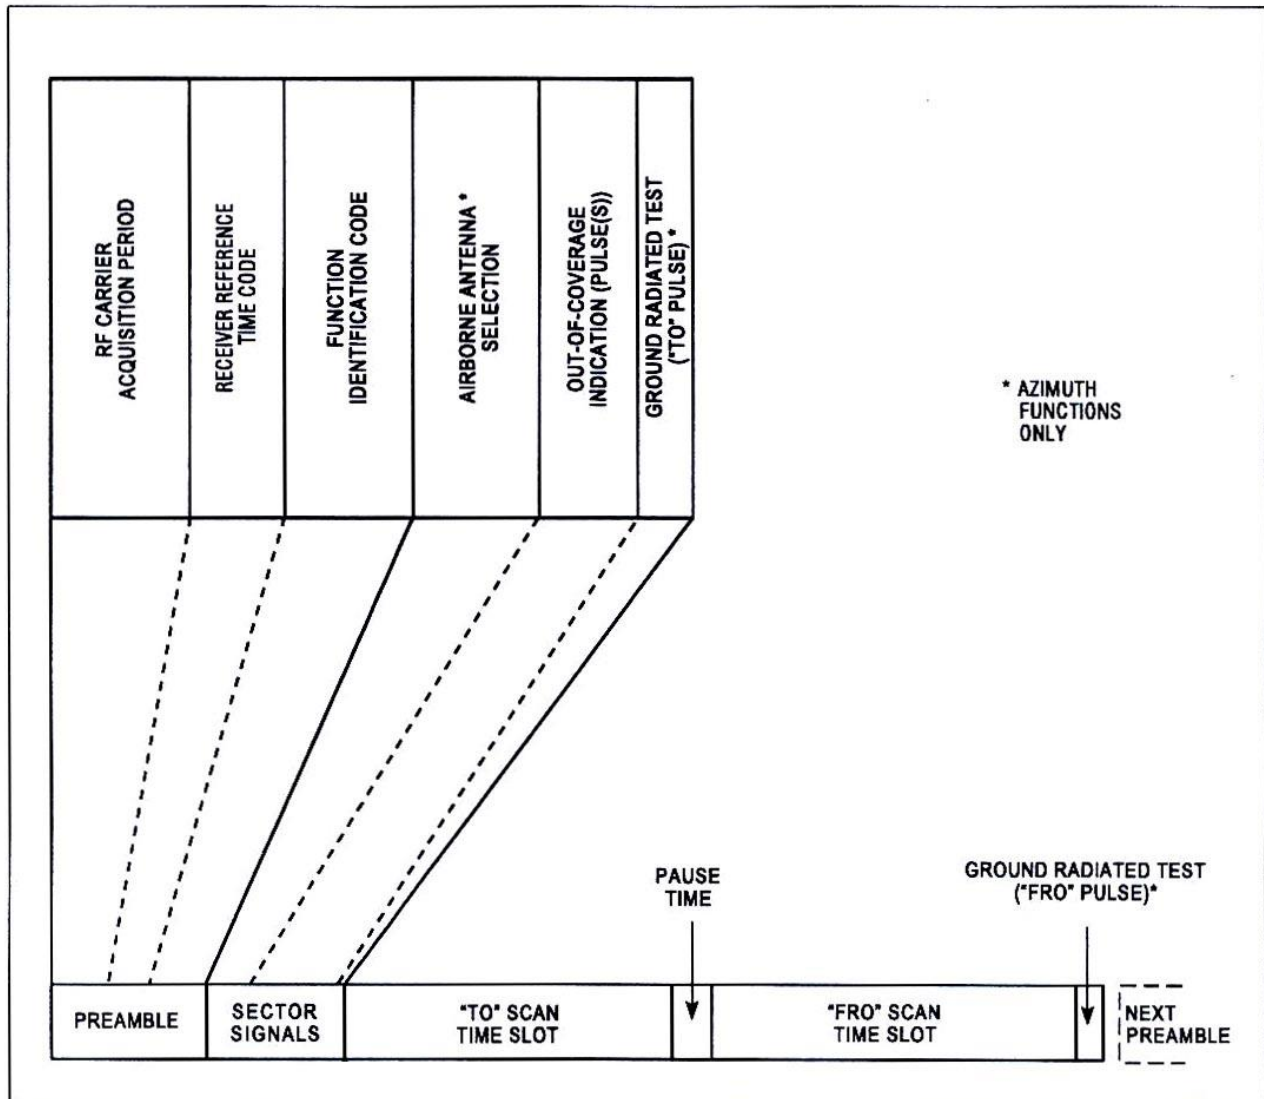 RF CARRIER
ACQUISITION PERIOD
RECEIVER REFERENCE
TIME CODE
FUNCTION
IDENTIFICATION CODE
AIRBORNE ANTENNA*
SELECTION
OUT-OF-COVERAGE
INDICATION (PULSE(S))
GROUND RADIATED TEST
("TO" PULSE) *
* AZIMUTH
FUNCTIONS
ONLY
PAUSE
TIME
GROUND RADIATED TEST
("FRO" PULSE)*
PREAMBLE
SECTOR
SIGNALS
"TO" SCAN
TIME SLOT
"FRO" SCAN
TIME SLOT
NEXT
PREAMBLE